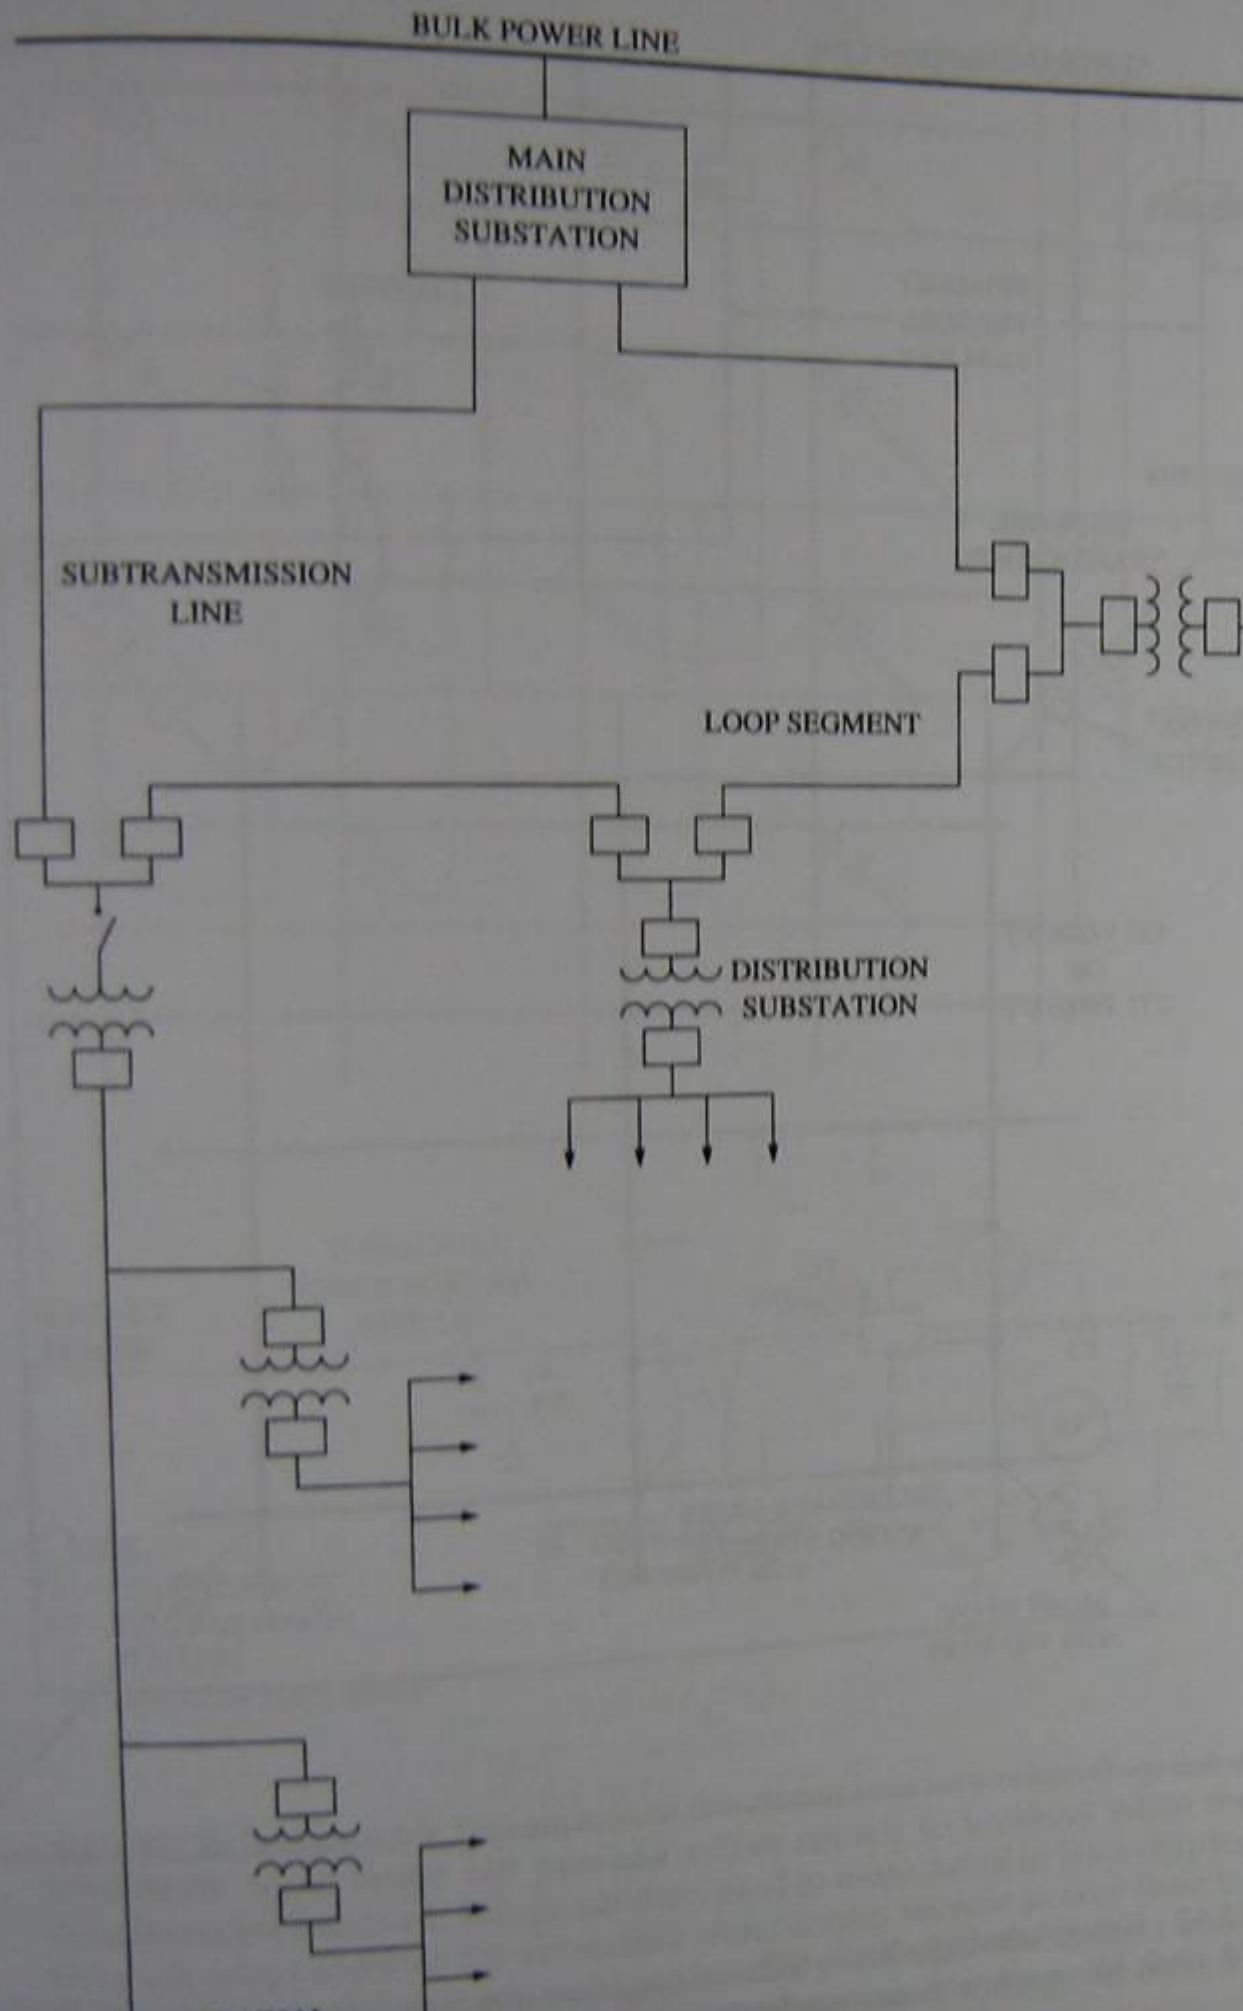 BULK POWER LINE
MAIN
DISTRIBUTION
SUBSTATION
SUBTRANSMISSION
LINE
LOOP SEGMENT
DISTRIBUTION
SUBSTATION